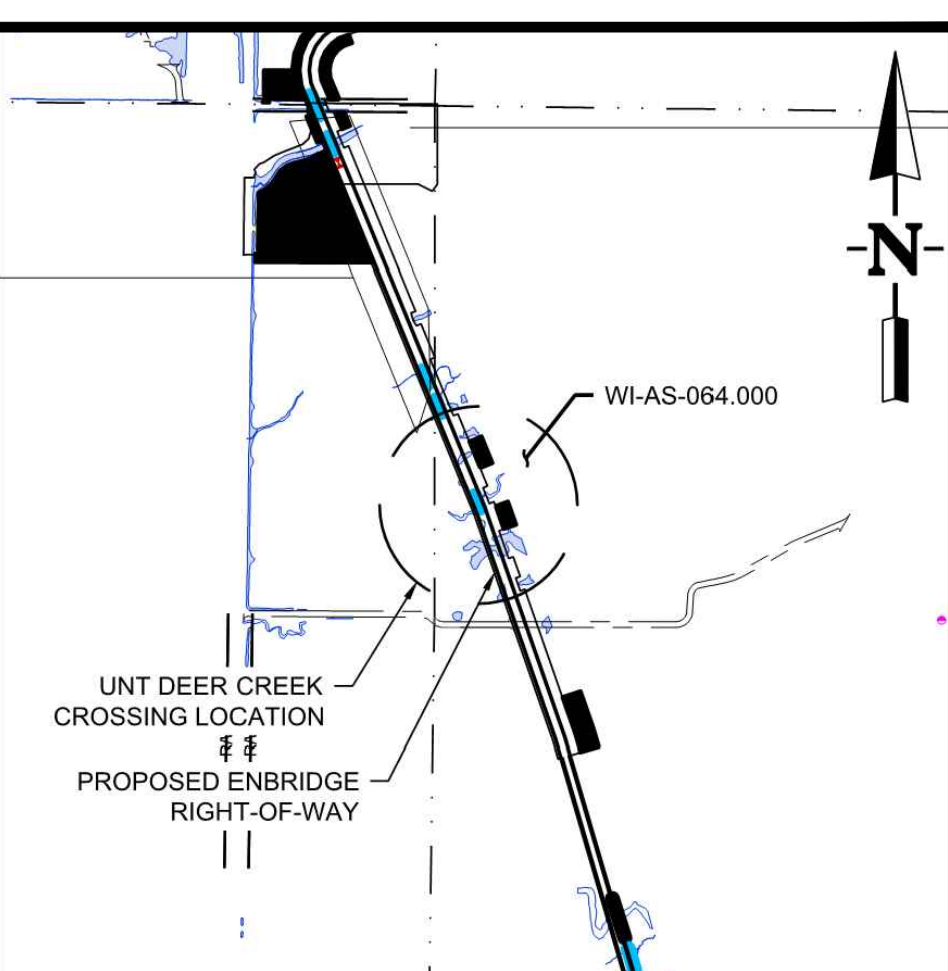 -N-
WI-AS-064.000
UNT DEER CREEK
CROSSING LOCATION
PROPOSED ENBRIDGE
RIGHT-OF-WAY